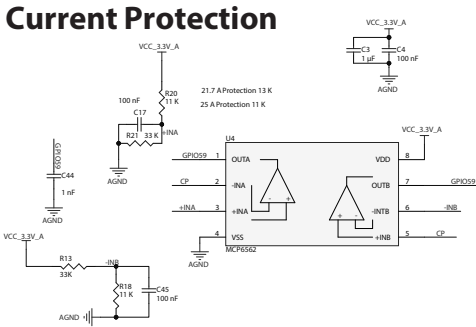 Current Protection
VCC_3.3V_A
VCC_3.3V_A
C3
1 µF
C4
100 nF
AGND
R20
11 K
100 nF
C17
21.7 A Protection 13 K
25 A Protection 11 K
R21 33 K
+INA
AGND
GPIO59
C44
1 nF
AGND
U4
VCC_3.3V_A
GPIO59 1 OUTA VDD 8
CP 2 -INA OUTB 7 GPIO59
+INA 3 +INA -INTB 6 -INB
4 VSS +INB 5 CP
- +
+ -
MCP6562
AGND
VCC_3.3V_A
R13
33K
-INB
R18
11 K
C45
100 nF
AGND